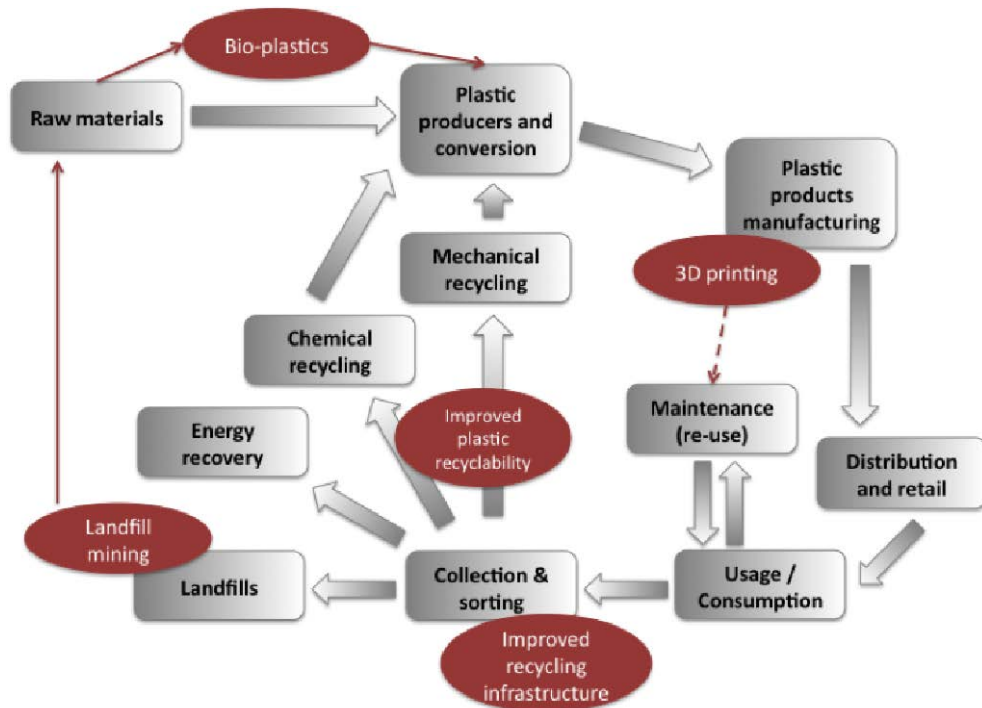 Bio-plastics
Raw materials
Plastic
producers and
conversion
Plastic
products
manufacturing
3D printing
Mechanical
recycling
Chemical
recycling
Improved
plastic
recyclability
Energy
recovery
Maintenance
(re-use)
Distribution
and retail
Landfill
mining
Landfills
Collection &
sorting
Usage /
Consumption
Improved
recycling
infrastructure